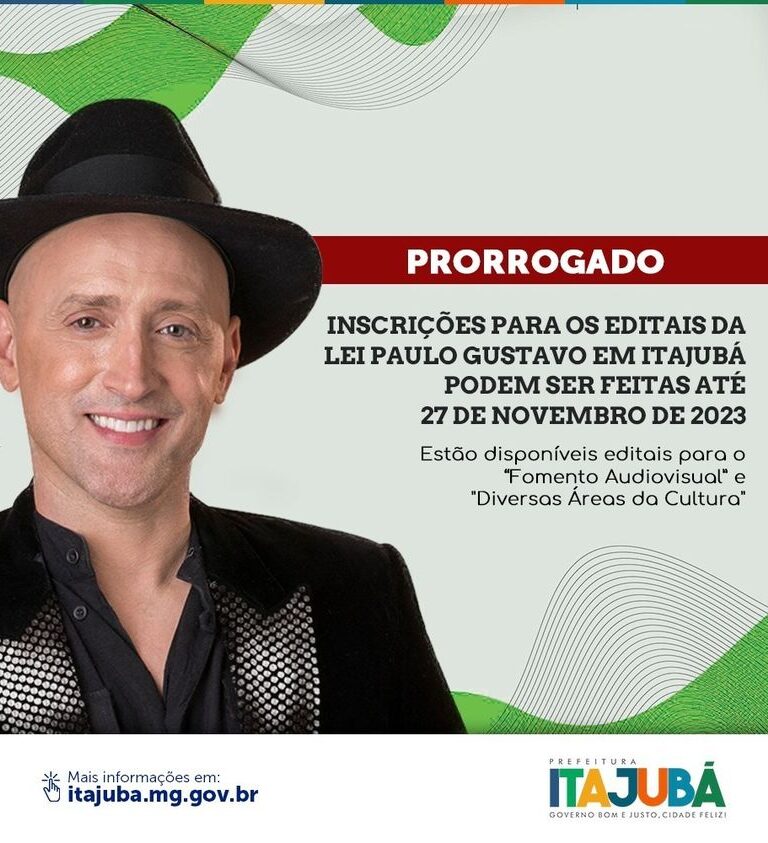 PRORROGADO
INSCRIÇÕES PARA OS EDITAIS DA
LEI PAULO GUSTAVO EM ITAJUBÁ
PODEM SER FEITAS ATÉ
27 DE NOVEMBRO DE 2023
Estão disponíveis editais para o
“Fomento Audiovisual” e
"Diversas Áreas da Cultura"
Mais informações em:
itajuba.mg.gov.br
PREFEITURA
ITAJUBÁ
GOVERNO BOM E JUSTO, CIDADE FELIZ!